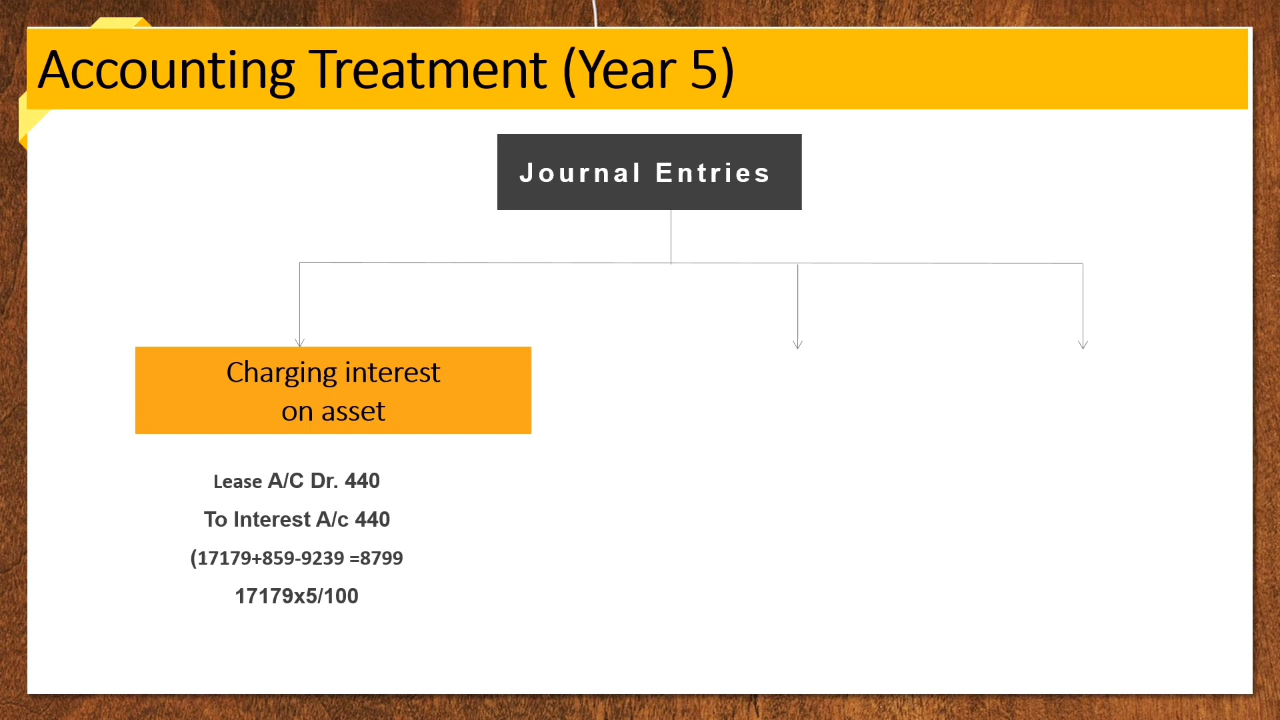 Accounting Treatment (Year 5)
Journal Entries
Charging interest
on asset
Lease A/C Dr. 440
To Interest A/c 440
(17179+859-9239 =8799
17179x5/100